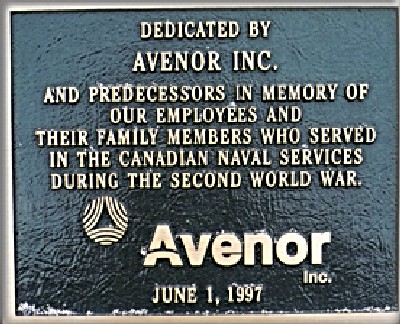 DEDICATED BY
AVENOR INC.
AND PREDECESSORS IN MEMORY OF
OUR EMPLOYEES AND
THEIR FAMILY MEMBERS WHO SERVED
IN THE CANADIAN NAVAL SERVICES
DURING THE SECOND WORLD WAR.
Avenor
Inc.
JUNE 1, 1997